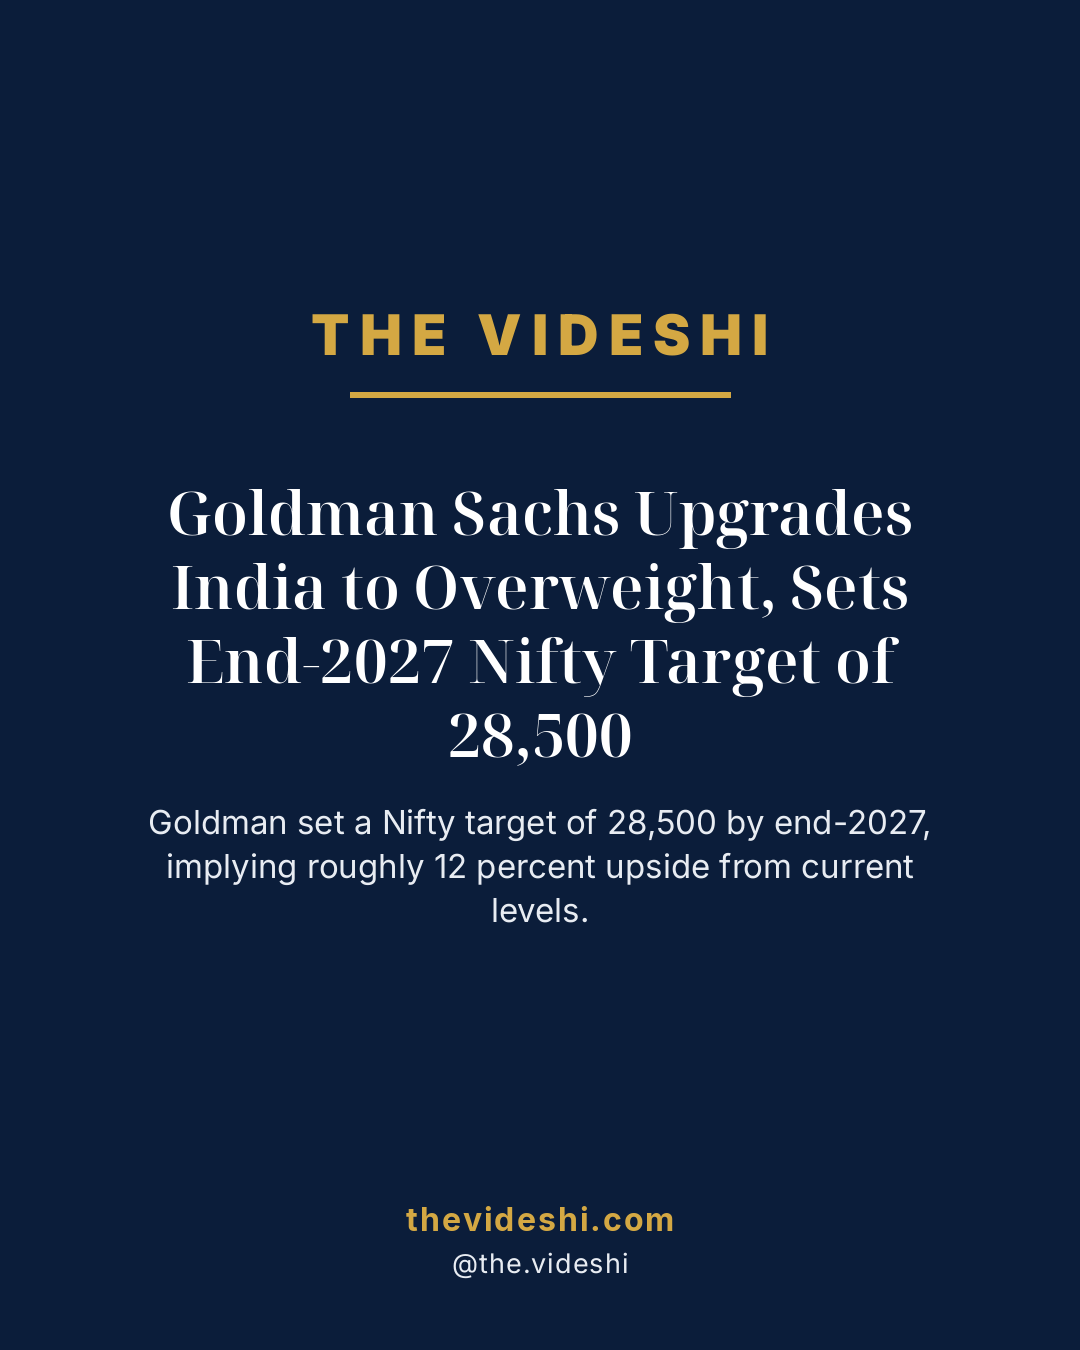 THE VIDESHI
Goldman Sachs Upgrades
India to Overweight, Sets
End-2027 Nifty Target of
28,500
Goldman set a Nifty target of 28,500 by end-2027,
implying roughly 12 percent upside from current
levels.
thevideshi.com
@the.videshi